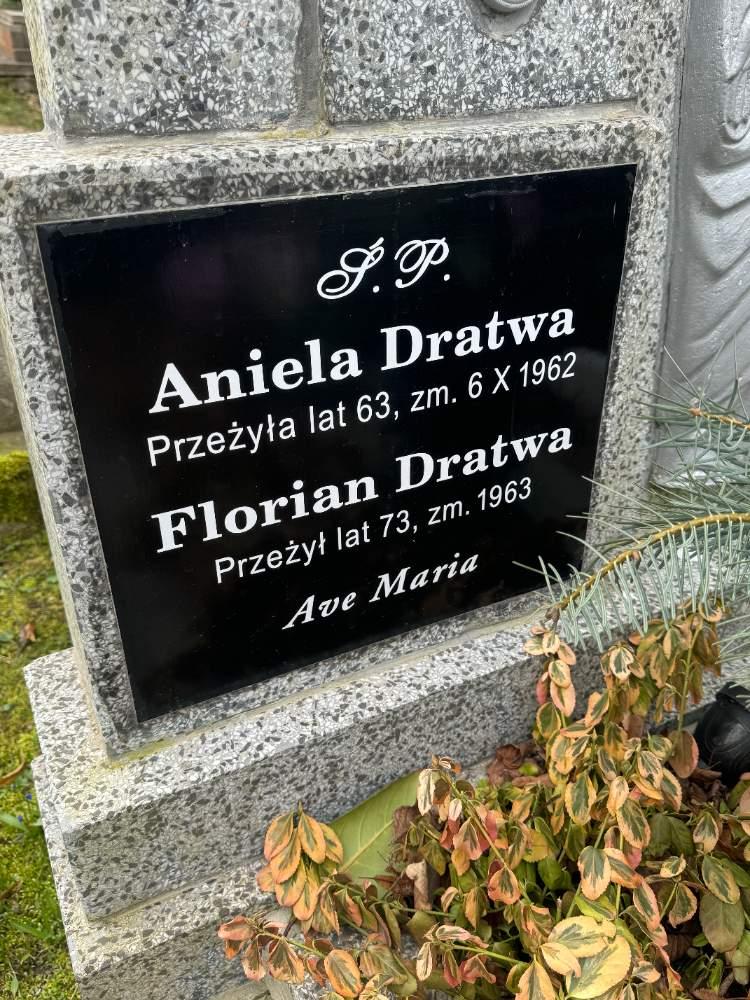 Ś. P.
Aniela Dratwa
Przeżyła lat 63, zm. 6 X 1962
Florian Dratwa
Przeżył lat 73, zm. 1963
Ave Maria